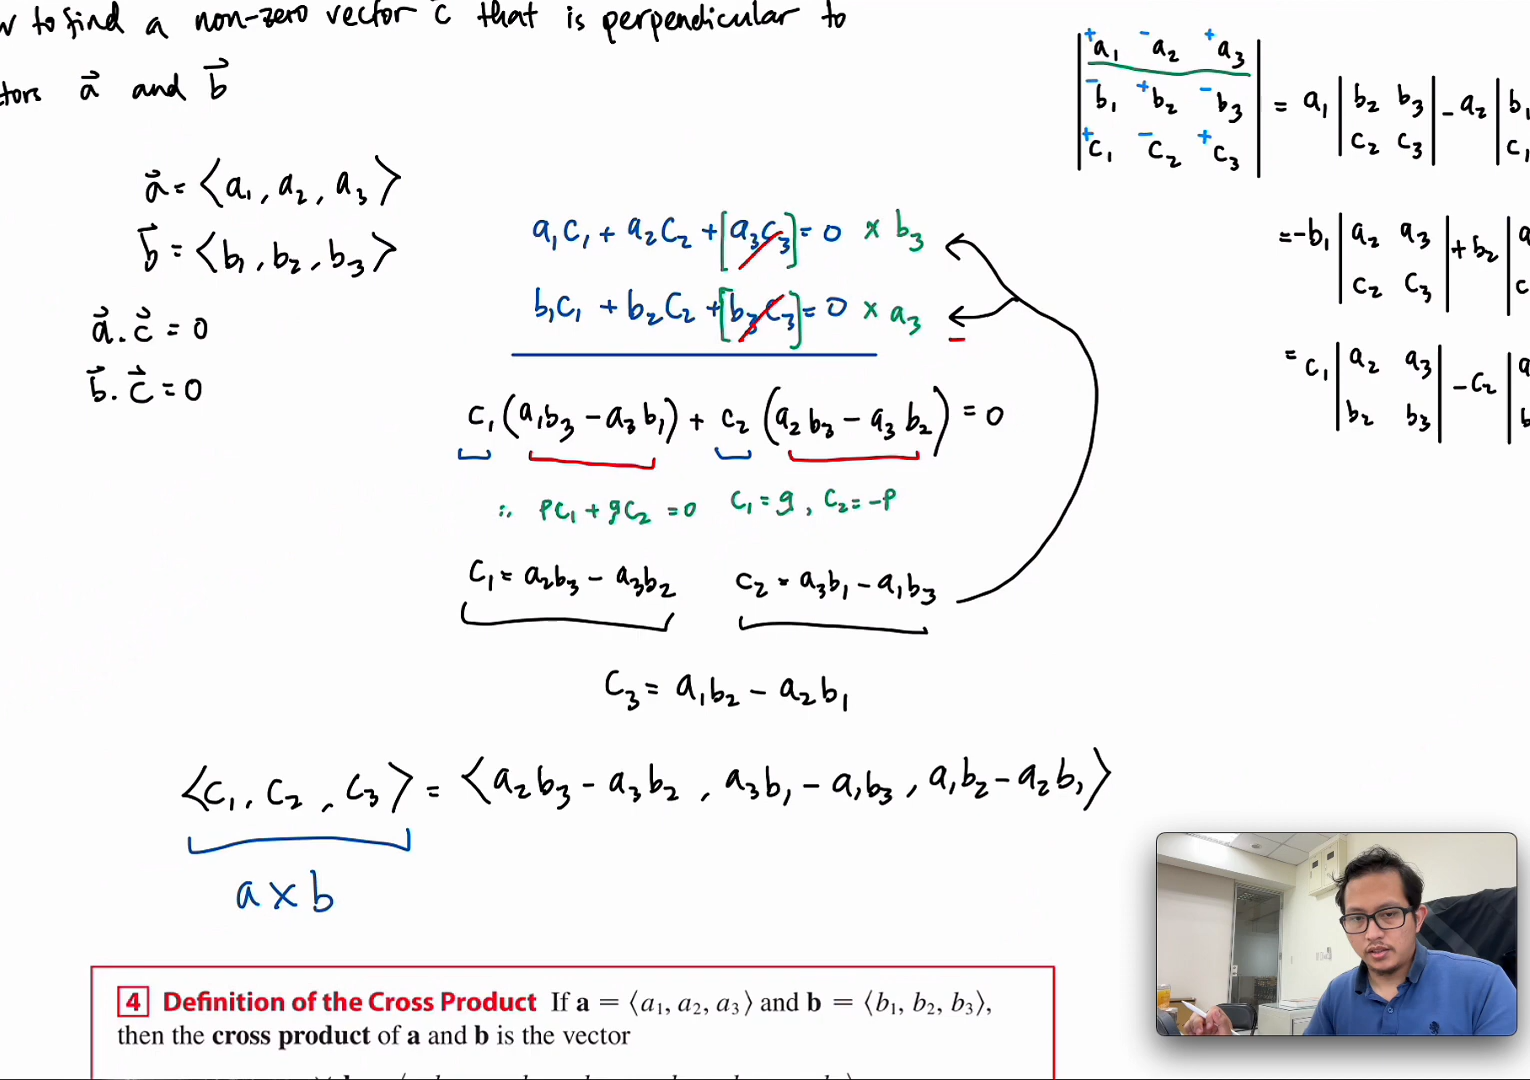 w to find a non-zero vector c that is perpendicular to
tors a⃗ and b⃗
a⃗ = ⟨a₁, a₂, a₃⟩
b⃗ = ⟨b₁, b₂, b₃⟩
a⃗ . c⃗ = 0
b⃗ . c⃗ = 0
a₁c₁ + a₂c₂ + [a₃c₃] = 0 × b₃
b₁c₁ + b₂c₂ + [b₃c₃] = 0 × a₃
c₁(a₁b₃ − a₃b₁) + c₂(a₂b₃ − a₃b₂) = 0
∴ pc₁ + qc₂ = 0 c₁ = q, c₂ = −p
c₁ = a₂b₃ − a₃b₂ c₂ = a₃b₁ − a₁b₃
c₃ = a₁b₂ − a₂b₁
⟨c₁, c₂, c₃⟩ = ⟨a₂b₃ − a₃b₂, a₃b₁ − a₁b₃, a₁b₂ − a₂b₁⟩
a × b
+a₁ −a₂ +a₃
−b₁ +b₂ −b₃ = a₁ |b₂ b₃| − a₂ |b₁
+c₁ −c₂ +c₃ |c₂ c₃| |c₁
= −b₁ |a₂ a₃| + b₂ |a
|c₂ c₃| |c
= c₁ |a₂ a₃| − c₂ |a
|b₂ b₃| |b
4 Definition of the Cross Product If a = ⟨a₁, a₂, a₃⟩ and b = ⟨b₁, b₂, b₃⟩,
then the cross product of a and b is the vector